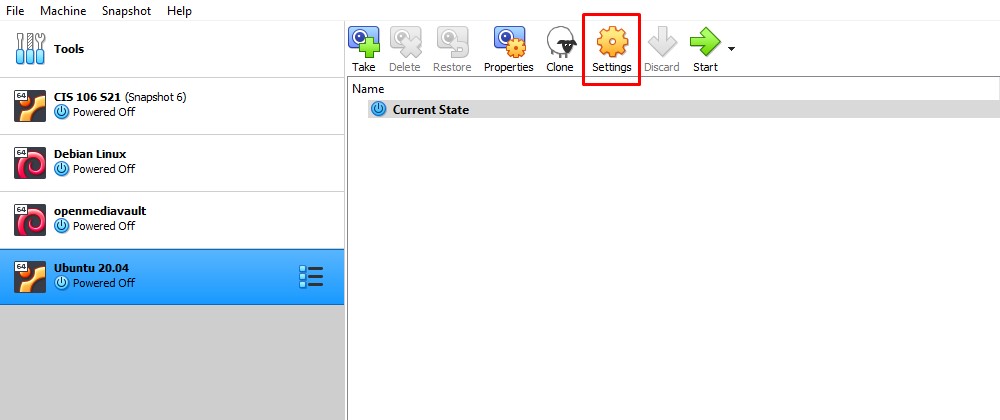 File Machine Snapshot Help
Tools
64
CIS 106 S21 (Snapshot 6)
Powered Off
64
Debian Linux
Powered Off
64
openmediavault
Powered Off
64
Ubuntu 20.04
Powered Off
Take Delete Restore Properties Clone Settings Discard Start
Name
Current State